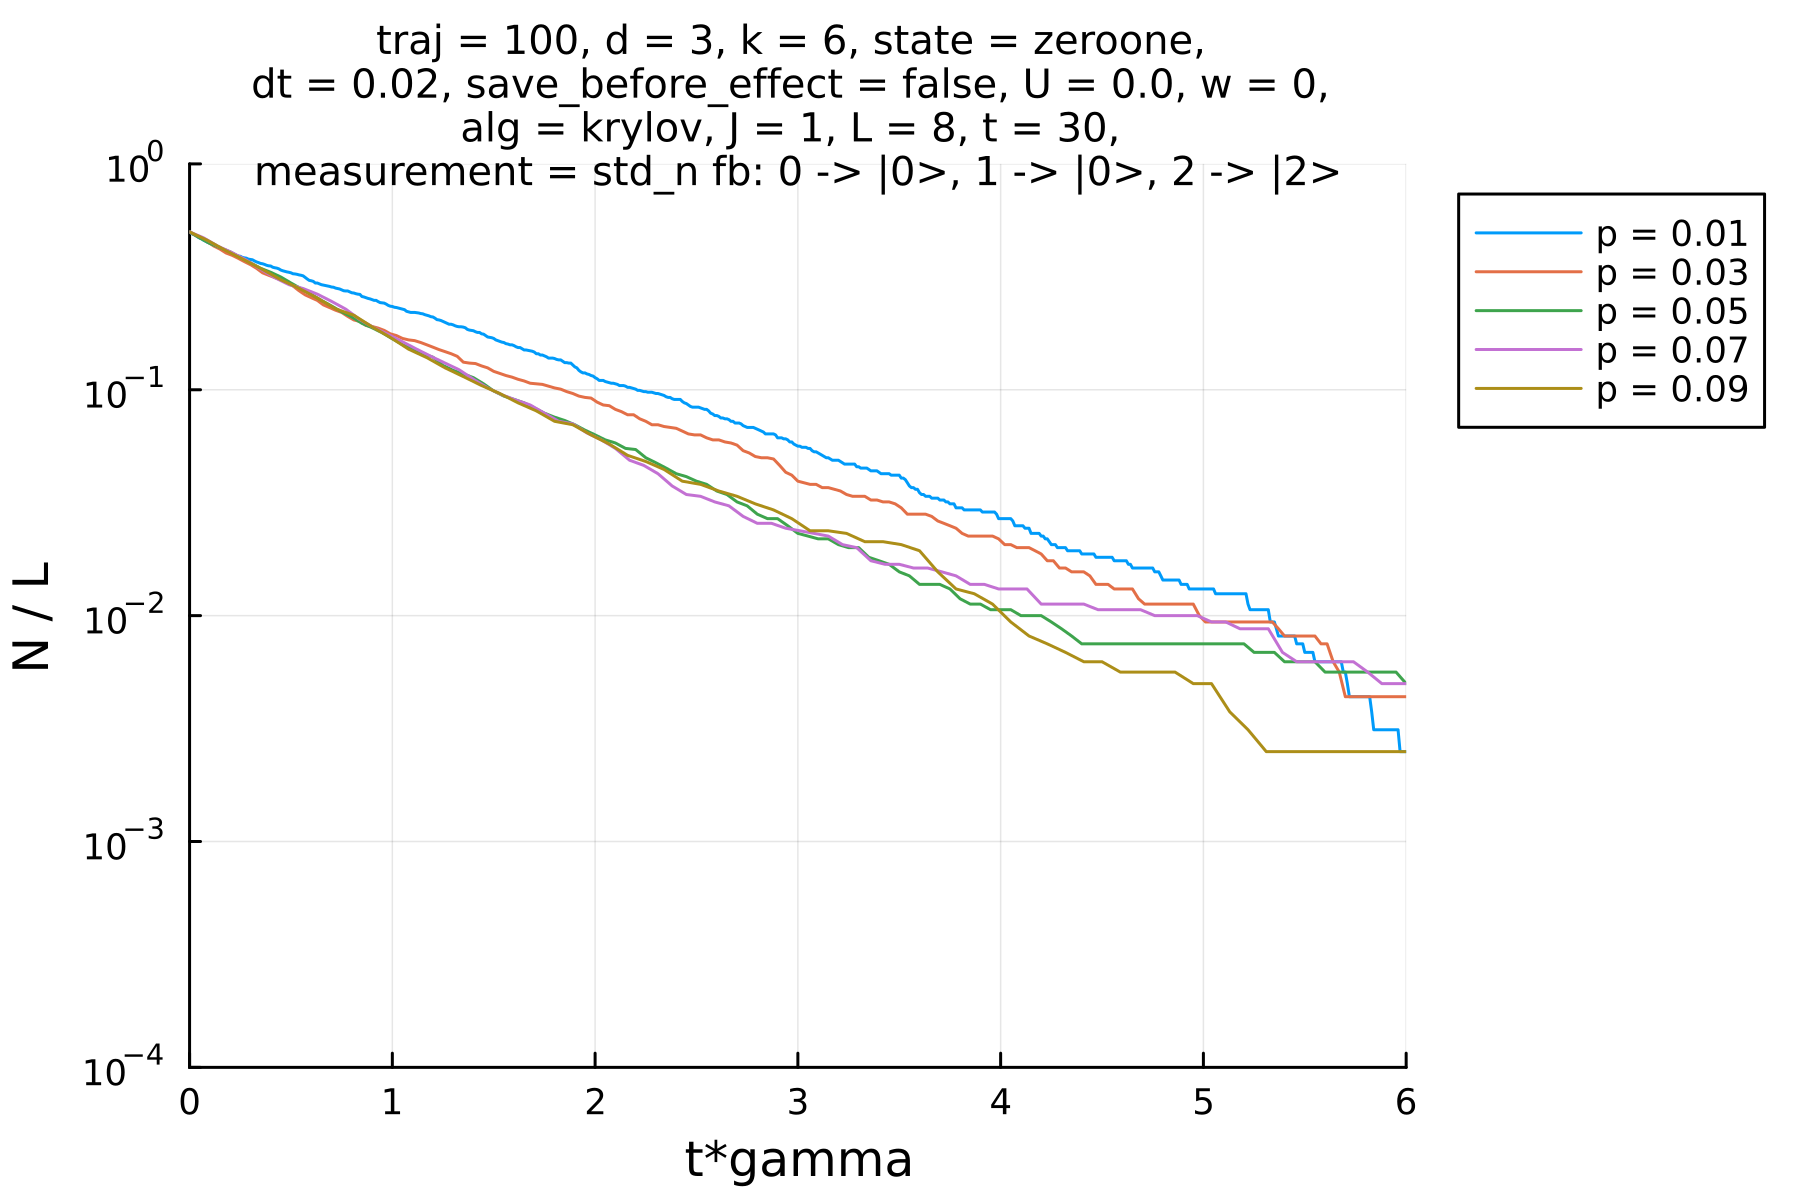 traj = 100, d = 3, k = 6, state = zeroone,
dt = 0.02, save_before_effect = false, U = 0.0, w = 0,
alg = krylov, J = 1, L = 8, t = 30,
measurement = std_n fb: 0 -> |0>, 1 -> |0>, 2 -> |2>
10⁰
10⁻¹
10⁻²
10⁻³
10⁻⁴
N / L
0 1 2 3 4 5 6
t*gamma
p = 0.01
p = 0.03
p = 0.05
p = 0.07
p = 0.09